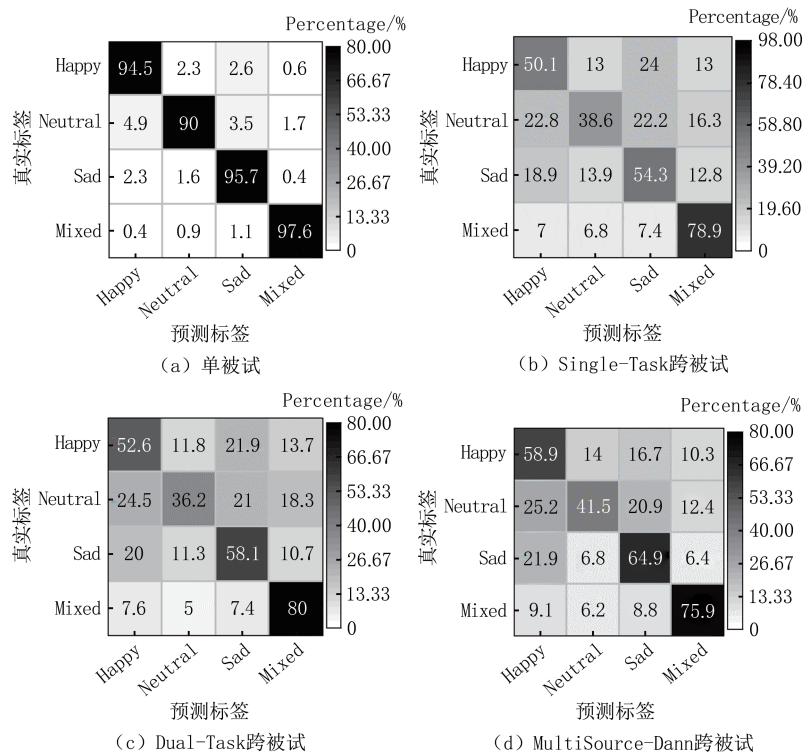 Percentage/%
真实标签
Happy 94.5 2.3 2.6 0.6
Neutral 4.9 90 3.5 1.7
Sad 2.3 1.6 95.7 0.4
Mixed 0.4 0.9 1.1 97.6
Happy Neutral Sad Mixed
80.00
66.67
53.33
40.00
26.67
13.33
0
预测标签
（a）单被试
Percentage/%
真实标签
Happy 50.1 13 24 13
Neutral 22.8 38.6 22.2 16.3
Sad 18.9 13.9 54.3 12.8
Mixed 7 6.8 7.4 78.9
Happy Neutral Sad Mixed
98.00
78.40
58.80
39.20
19.60
0
预测标签
（b）Single-Task跨被试
Percentage/%
真实标签
Happy 52.6 11.8 21.9 13.7
Neutral 24.5 36.2 21 18.3
Sad 20 11.3 58.1 10.7
Mixed 7.6 5 7.4 80
Happy Neutral Sad Mixed
80.00
66.67
53.33
40.00
26.67
13.33
0
预测标签
（c）Dual-Task跨被试
Percentage/%
真实标签
Happy 58.9 14 16.7 10.3
Neutral 25.2 41.5 20.9 12.4
Sad 21.9 6.8 64.9 6.4
Mixed 9.1 6.2 8.8 75.9
Happy Neutral Sad Mixed
80.00
66.67
53.33
40.00
26.67
13.33
0
预测标签
（d）MultiSource-Dann跨被试